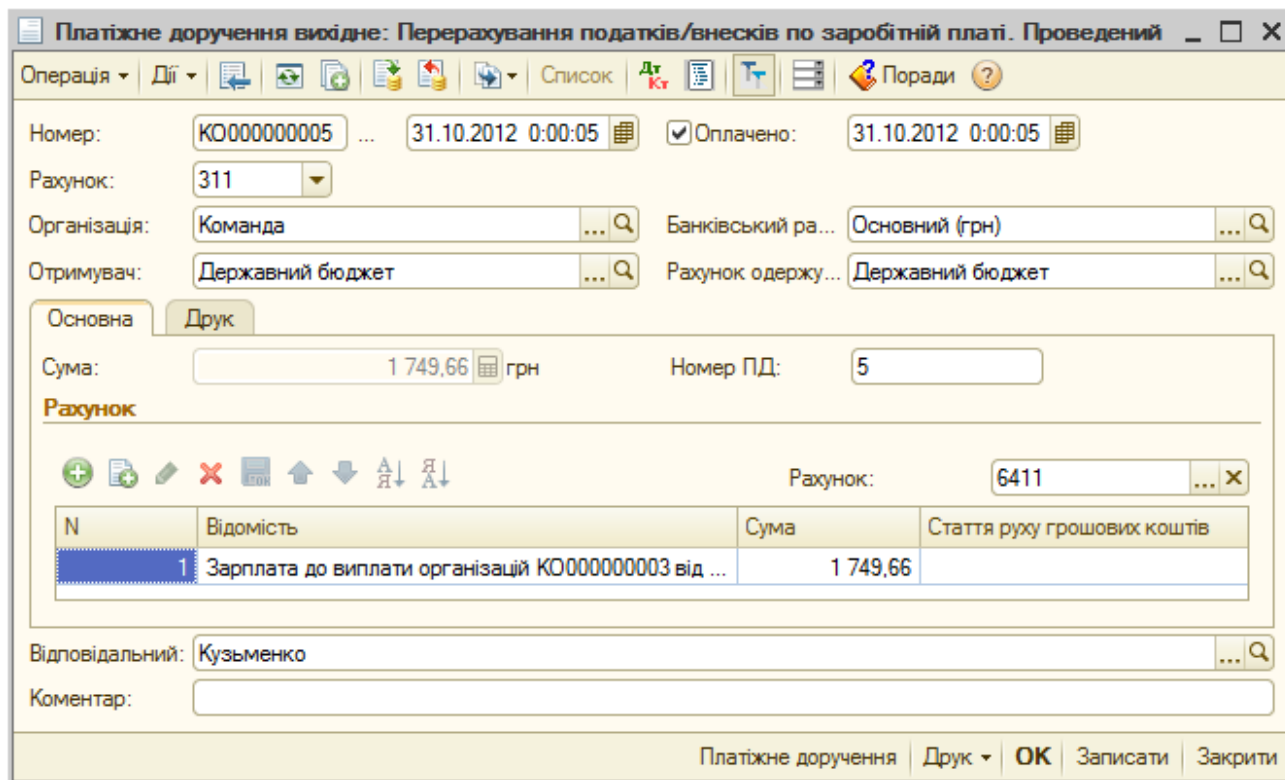 Платіжне доручення вихідне: Перерахування податків/внесків по заробітній платі. Проведений
Операція Дії Список Дт Кт Поради
Номер: КО000000005 ... 31.10.2012 0:00:05 Оплачено: 31.10.2012 0:00:05
Рахунок: 311
Організація: Команда ... Банківський ра... Основний (грн) ...
Отримувач: Державний бюджет ... Рахунок одержу... Державний бюджет ...
Основна Друк
Сума: 1 749,66 грн Номер ПД: 5
Рахунок
Рахунок: 6411 ...
N Відомість Сума Стаття руху грошових коштів
1 Зарплата до виплати організацій КО000000003 від ... 1 749,66
Відповідальний: Кузьменко ...
Коментар:
Платіжне доручення Друк ОК Записати Закрити